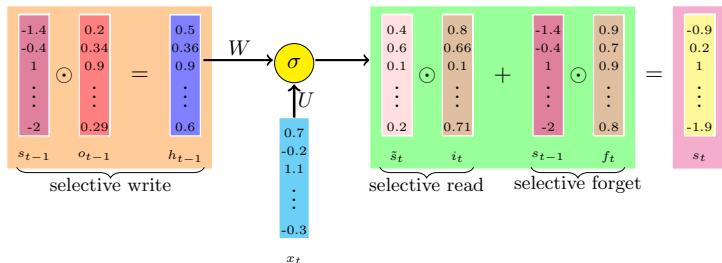 -1.4 0.2 0.5 0.4 0.8 -1.4 0.9 -0.9
-0.4 0.34 0.36 W 0.6 0.66 -0.4 0.7 0.2
1 ⊙ 0.9 = 0.9 σ 0.1 ⊙ 0.1 + 1 ⊙ 0.9 = 1
⋮ ⋮ ⋮ ⋮ ⋮ ⋮ ⋮ ⋮
-2 0.29 0.6 U 0.2 0.71 -2 0.8 -1.9
s_{t−1} o_{t−1} h_{t−1} s̃_t i_t s_{t−1} f_t s_t
selective write selective read selective forget
0.7
-0.2
1.1
⋮
-0.3
x_t